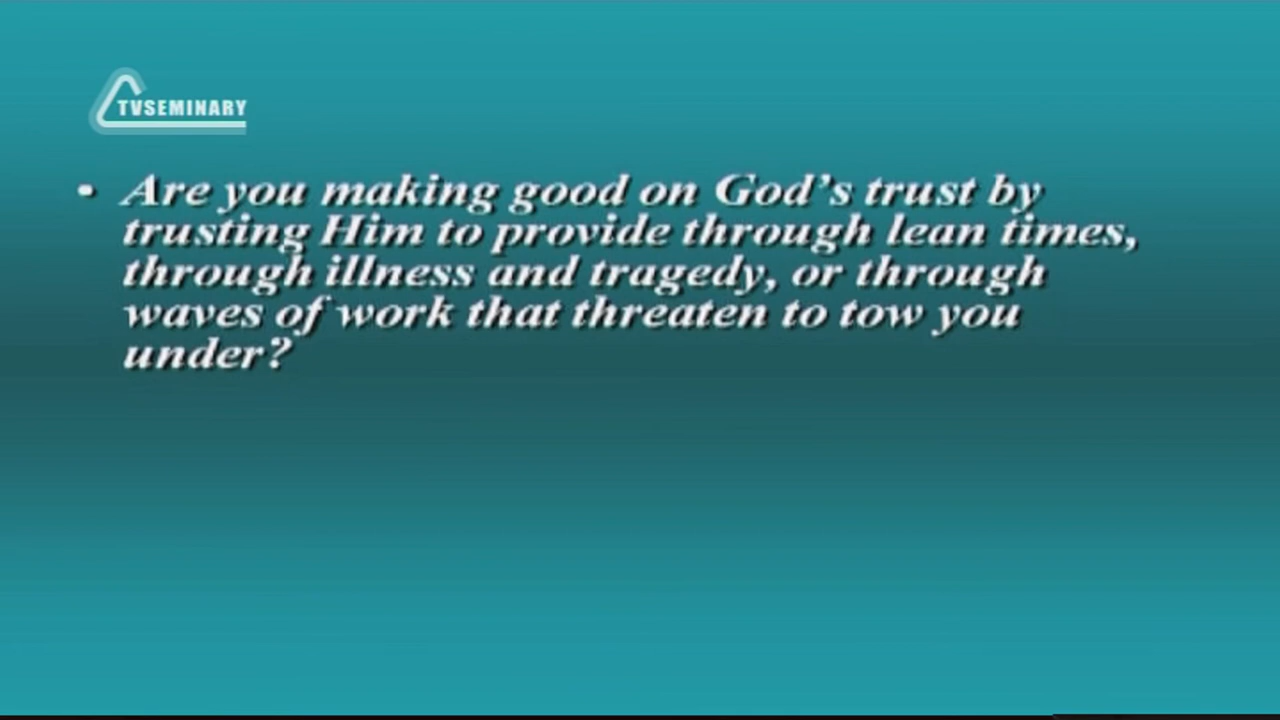 TVSEMINARY
• Are you making good on God's trust by
trusting Him to provide through lean times,
through illness and tragedy, or through
waves of work that threaten to tow you
under?